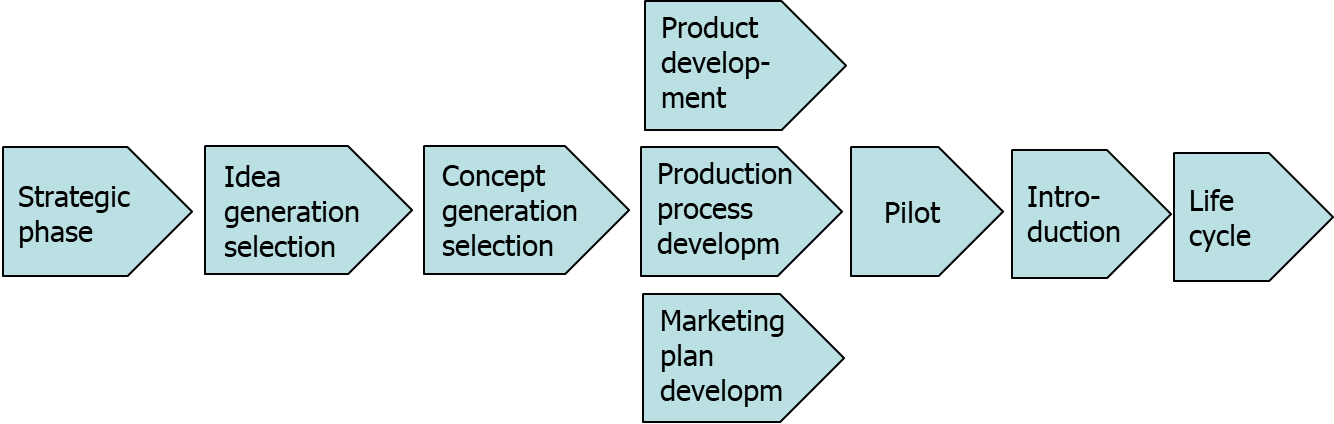 Strategic
phase
Idea
generation
selection
Concept
generation
selection
Product
develop-
ment
Production
process
developm
Marketing
plan
developm
Pilot
Intro-
duction
Life
cycle